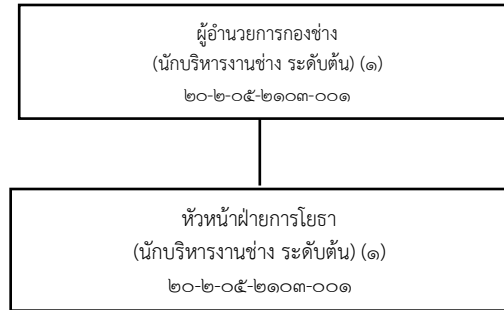 ผู้อำนวยการกองช่าง
(นักบริหารงานช่าง ระดับต้น) (๑)
๒๐-๒-๐๕-๒๑๐๓-๐๐๑
หัวหน้าฝ่ายการโยธา
(นักบริหารงานช่าง ระดับต้น) (๑)
๒๐-๒-๐๕-๒๑๐๓-๐๐๑